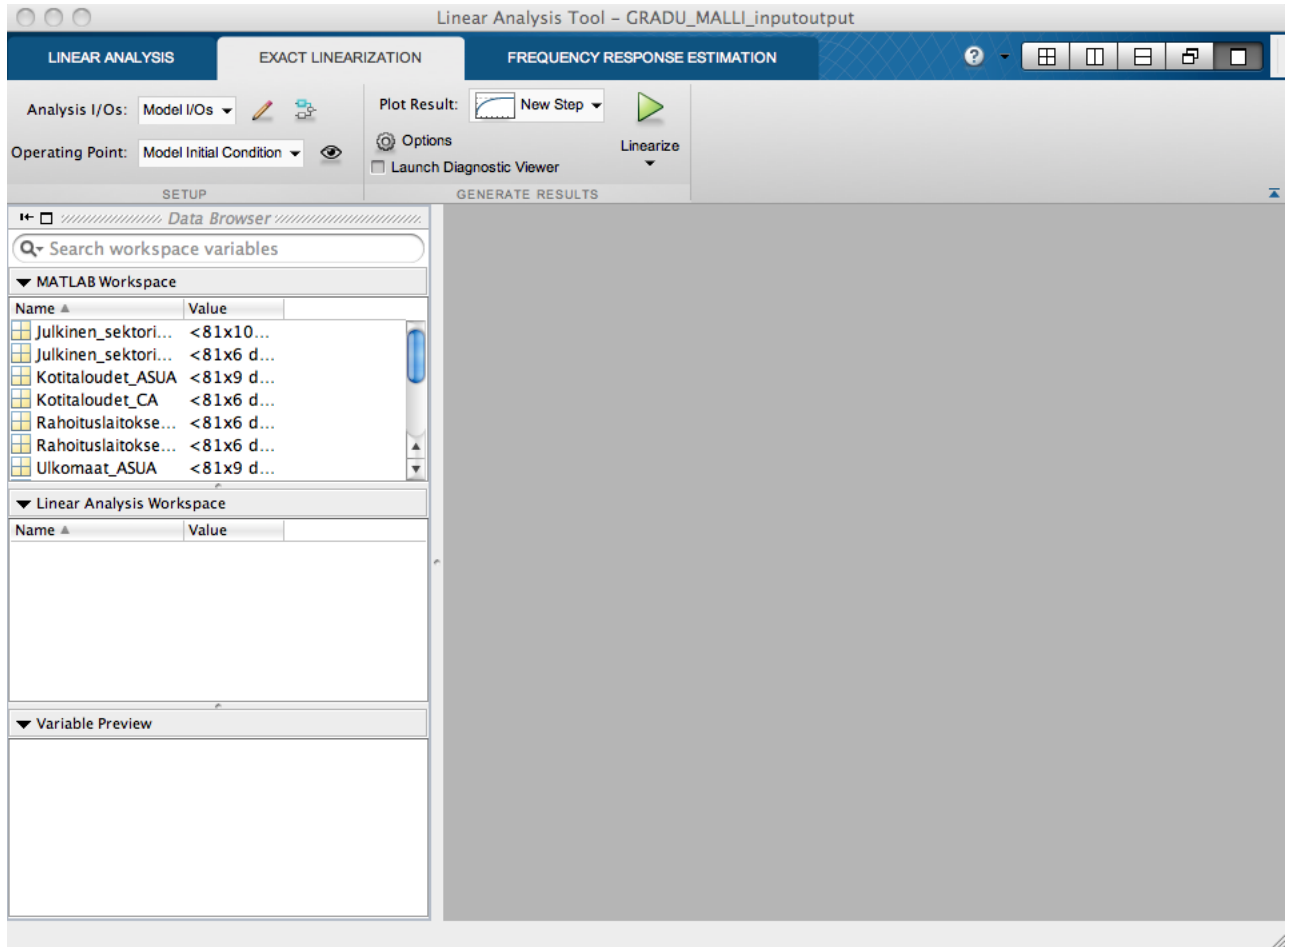 Linear Analysis Tool - GRADU_MALLI_inputoutput
LINEAR ANALYSIS EXACT LINEARIZATION FREQUENCY RESPONSE ESTIMATION
Analysis I/Os: Model I/Os Plot Result: New Step
Options Linearize
Operating Point: Model Initial Condition
Launch Diagnostic Viewer
SETUP GENERATE RESULTS
Data Browser
Search workspace variables
MATLAB Workspace
Name Value
Julkinen_sektori... <81x10...
Julkinen_sektori... <81x6 d...
Kotitaloudet_ASUA <81x9 d...
Kotitaloudet_CA <81x6 d...
Rahoituslaitokse... <81x6 d...
Rahoituslaitokse... <81x6 d...
Ulkomaat_ASUA <81x9 d...
Linear Analysis Workspace
Name Value
Variable Preview